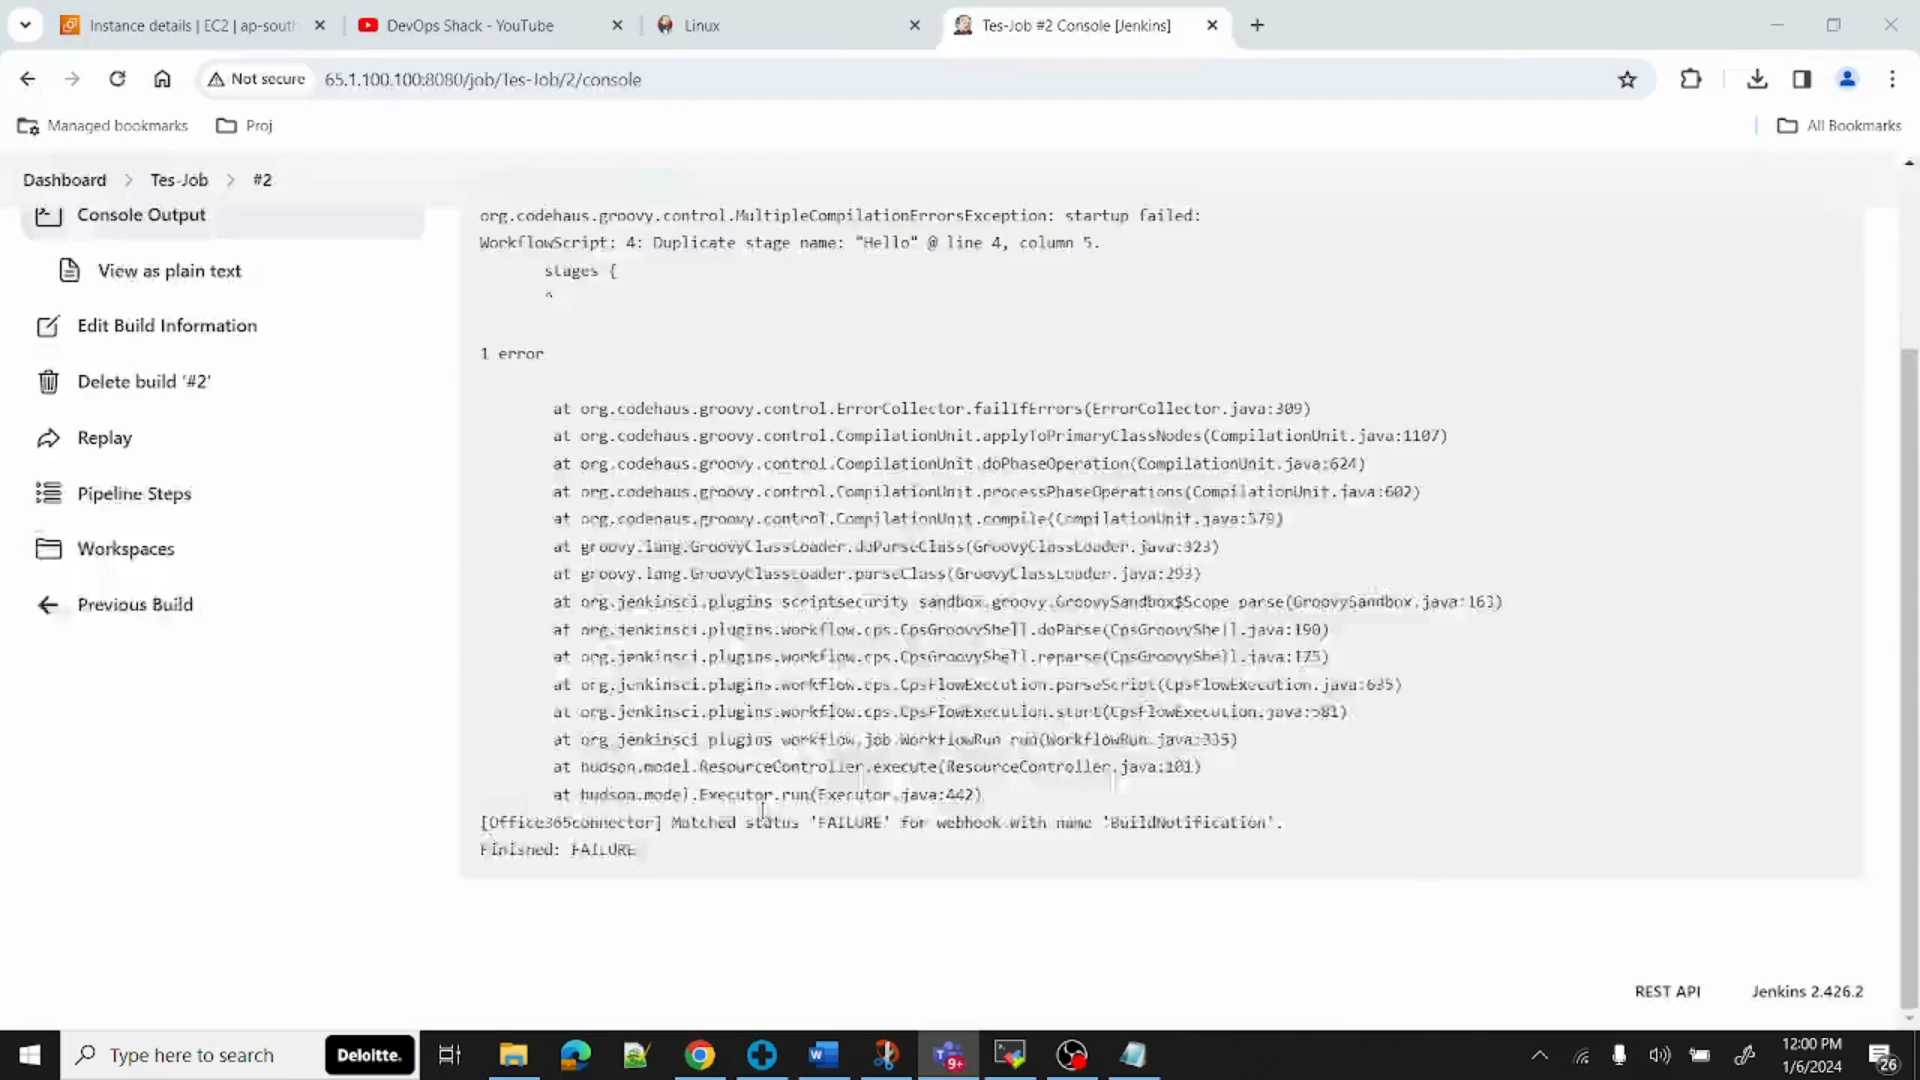 Instance details | EC2 | ap-sout
DevOps Shack - YouTube
Linux
Tes-Job #2 Console [Jenkins]
Not secure
65.1.100.100:8080/job/Tes-Job/2/console
Managed bookmarks
Proj
All Bookmarks
Dashboard
Tes-Job
#2
Console Output
View as plain text
Edit Build Information
Delete build '#2'
Replay
Pipeline Steps
Workspaces
Previous Build
org.codehaus.groovy.control.MultipleCompilationErrorsException: startup failed:
WorkflowScript: 4: Duplicate stage name: "Hello" @ line 4, column 5.
stages {
^
1 error
at org.codehaus.groovy.control.ErrorCollector.failIfErrors(ErrorCollector.java:309)
at org.codehaus.groovy.control.CompilationUnit.applyToPrimaryClassNodes(CompilationUnit.java:1107)
at org.codehaus.groovy.control.CompilationUnit.doPhaseOperation(CompilationUnit.java:624)
at org.codehaus.groovy.control.CompilationUnit.processPhaseOperations(CompilationUnit.java:602)
at org.codehaus.groovy.control.CompilationUnit.compile(CompilationUnit.java:579)
at groovy.lang.GroovyClassLoader.doParseClass(GroovyClassLoader.java:323)
at groovy.lang.GroovyClassLoader.parseClass(GroovyClassLoader.java:293)
at org.jenkinsci.plugins.scriptsecurity.sandbox.groovy.GroovySandbox$Scope.parse(GroovySandbox.java:163)
at org.jenkinsci.plugins.workflow.cps.CpsGroovyShell.doParse(CpsGroovyShell.java:190)
at org.jenkinsci.plugins.workflow.cps.CpsGroovyShell.reparse(CpsGroovyShell.java:175)
at org.jenkinsci.plugins.workflow.cps.CpsFlowExecution.parseScript(CpsFlowExecution.java:635)
at org.jenkinsci.plugins.workflow.cps.CpsFlowExecution.start(CpsFlowExecution.java:581)
at org.jenkinsci.plugins.workflow.job.WorkflowRun.run(WorkflowRun.java:335)
at hudson.model.ResourceController.execute(ResourceController.java:101)
at hudson.model.Executor.run(Executor.java:442)
[Office365connector] Matched status 'FAILURE' for webhook with name 'BuildNotification'.
Finished: FAILURE
REST API
Jenkins 2.426.2
Type here to search
Deloitte.
9+
12:00 PM
1/6/2024
26